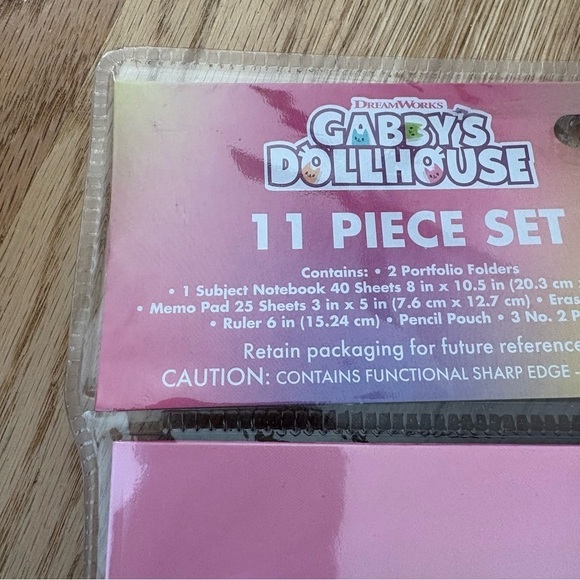 DREAMWORKS
GABBY'S
DOLLHOUSE
11 PIECE SET
Contains: • 2 Portfolio Folders
• 1 Subject Notebook 40 Sheets 8 in x 10.5 in (20.3 cm
• Memo Pad 25 Sheets 3 in x 5 in (7.6 cm x 12.7 cm) •
• Ruler 6 in (15.24 cm) • Pencil Pouch • 3 No. 2
Retain packaging for future reference
CAUTION: CONTAINS FUNCTIONAL SHARP EDGE -